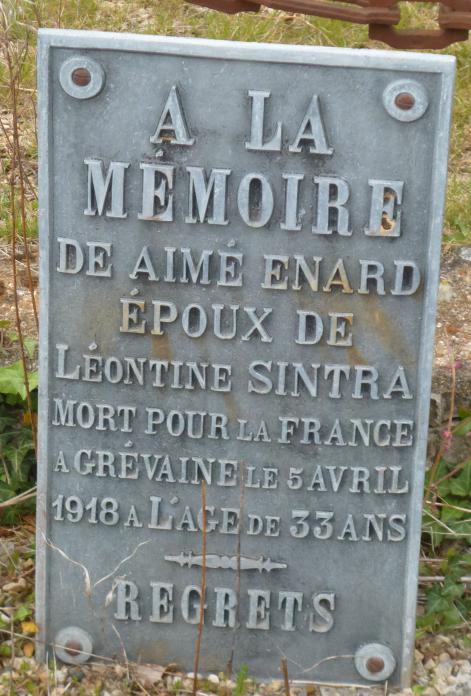 A LA
MÉMOIRE
DE AIMÉ ENARD
ÉPOUX DE
LÉONTINE SINTRA
MORT POUR LA FRANCE
A GRÉVAINE LE 5 AVRIL
1918 A L'AGE DE 33 ANS
REGRETS